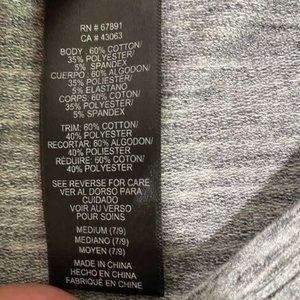 RN # 67891
CA # 43063
BODY : 60% COTTON/
35% POLYESTER/
5% SPANDEX
CUERPO : 60% ALGODON/
35% POLIESTER/
5% ELASTANO
CORPS: 60% COTON/
35% POLYESTER/
5% SPANDEX
TRIM: 60% COTTON/
40% POLYESTER
RECORTAR: 60% ALGODON/
40% POLIESTER
RÉDUIRE: 60% COTON/
40% POLYESTER
SEE REVERSE FOR CARE
VER AL DORSO PARA
CUIDADO
VOIR AU VERSO
POUR SOINS
MEDIUM (7/9)
MEDIANO (7/9)
MOYEN (7/9)
MADE IN CHINA
HECHO EN CHINA
FABRIQUÉ EN CHINE